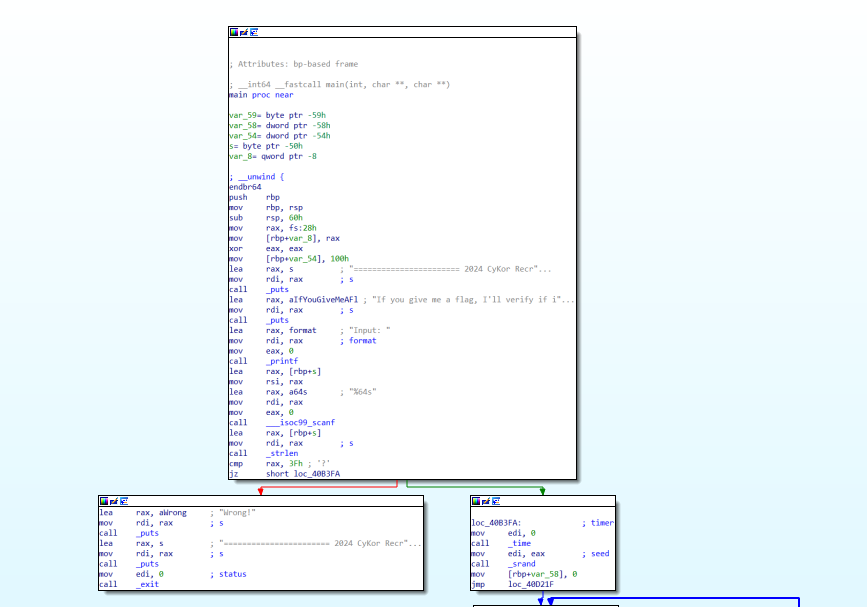 ; Attributes: bp-based frame
; __int64 __fastcall main(int, char **, char **)
main proc near
var_59= byte ptr -59h
var_58= dword ptr -58h
var_54= dword ptr -54h
s= byte ptr -50h
var_8= qword ptr -8
; __unwind {
endbr64
push rbp
mov rbp, rsp
sub rsp, 60h
mov rax, fs:28h
mov [rbp+var_8], rax
xor eax, eax
mov [rbp+var_54], 100h
lea rax, s ; "======================= 2024 CyKor Recr"...
mov rdi, rax ; s
call _puts
lea rax, aIfYouGiveMeAFl ; "If you give me a flag, I'll verify if i"...
mov rdi, rax ; s
call _puts
lea rax, format ; "Input: "
mov rdi, rax ; format
mov eax, 0
call _printf
lea rax, [rbp+s]
mov rsi, rax
lea rax, a64s ; "%64s"
mov rdi, rax
mov eax, 0
call ___isoc99_scanf
lea rax, [rbp+s]
mov rdi, rax ; s
call _strlen
cmp rax, 3Fh ; '?'
jz short loc_40B3FA
lea rax, aWrong ; "Wrong!"
mov rdi, rax ; s
call _puts
lea rax, s ; "======================= 2024 CyKor Recr"...
mov rdi, rax ; s
call _puts
mov edi, 0 ; status
call _exit
loc_40B3FA: ; timer
mov edi, 0
call _time
mov edi, eax ; seed
call _srand
mov [rbp+var_58], 0
jmp loc_40D21F